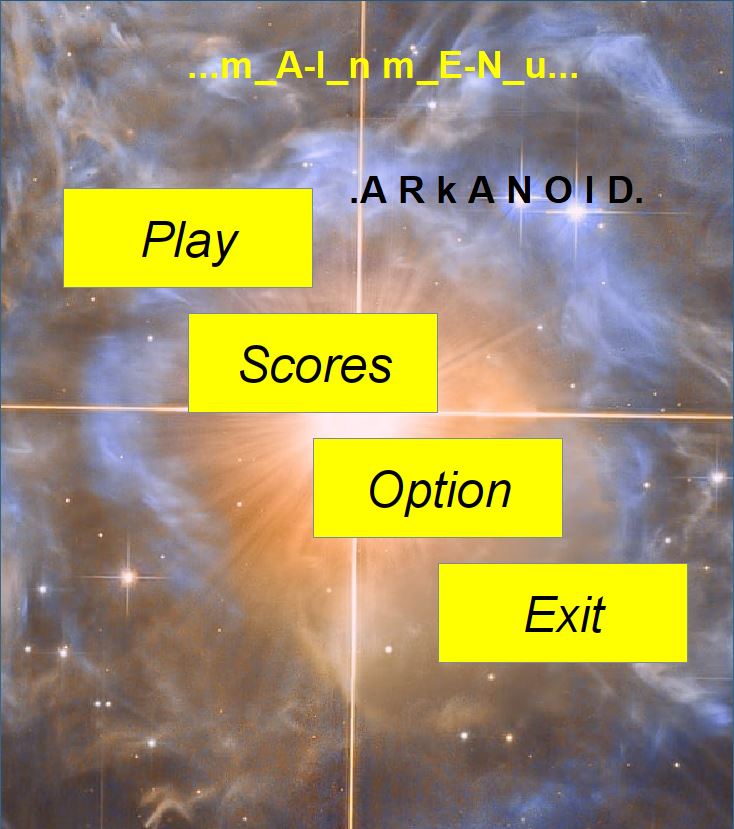 ...m_A-I_n m_E-N_u...
.A R k A N O I D.
Play
Scores
Option
Exit